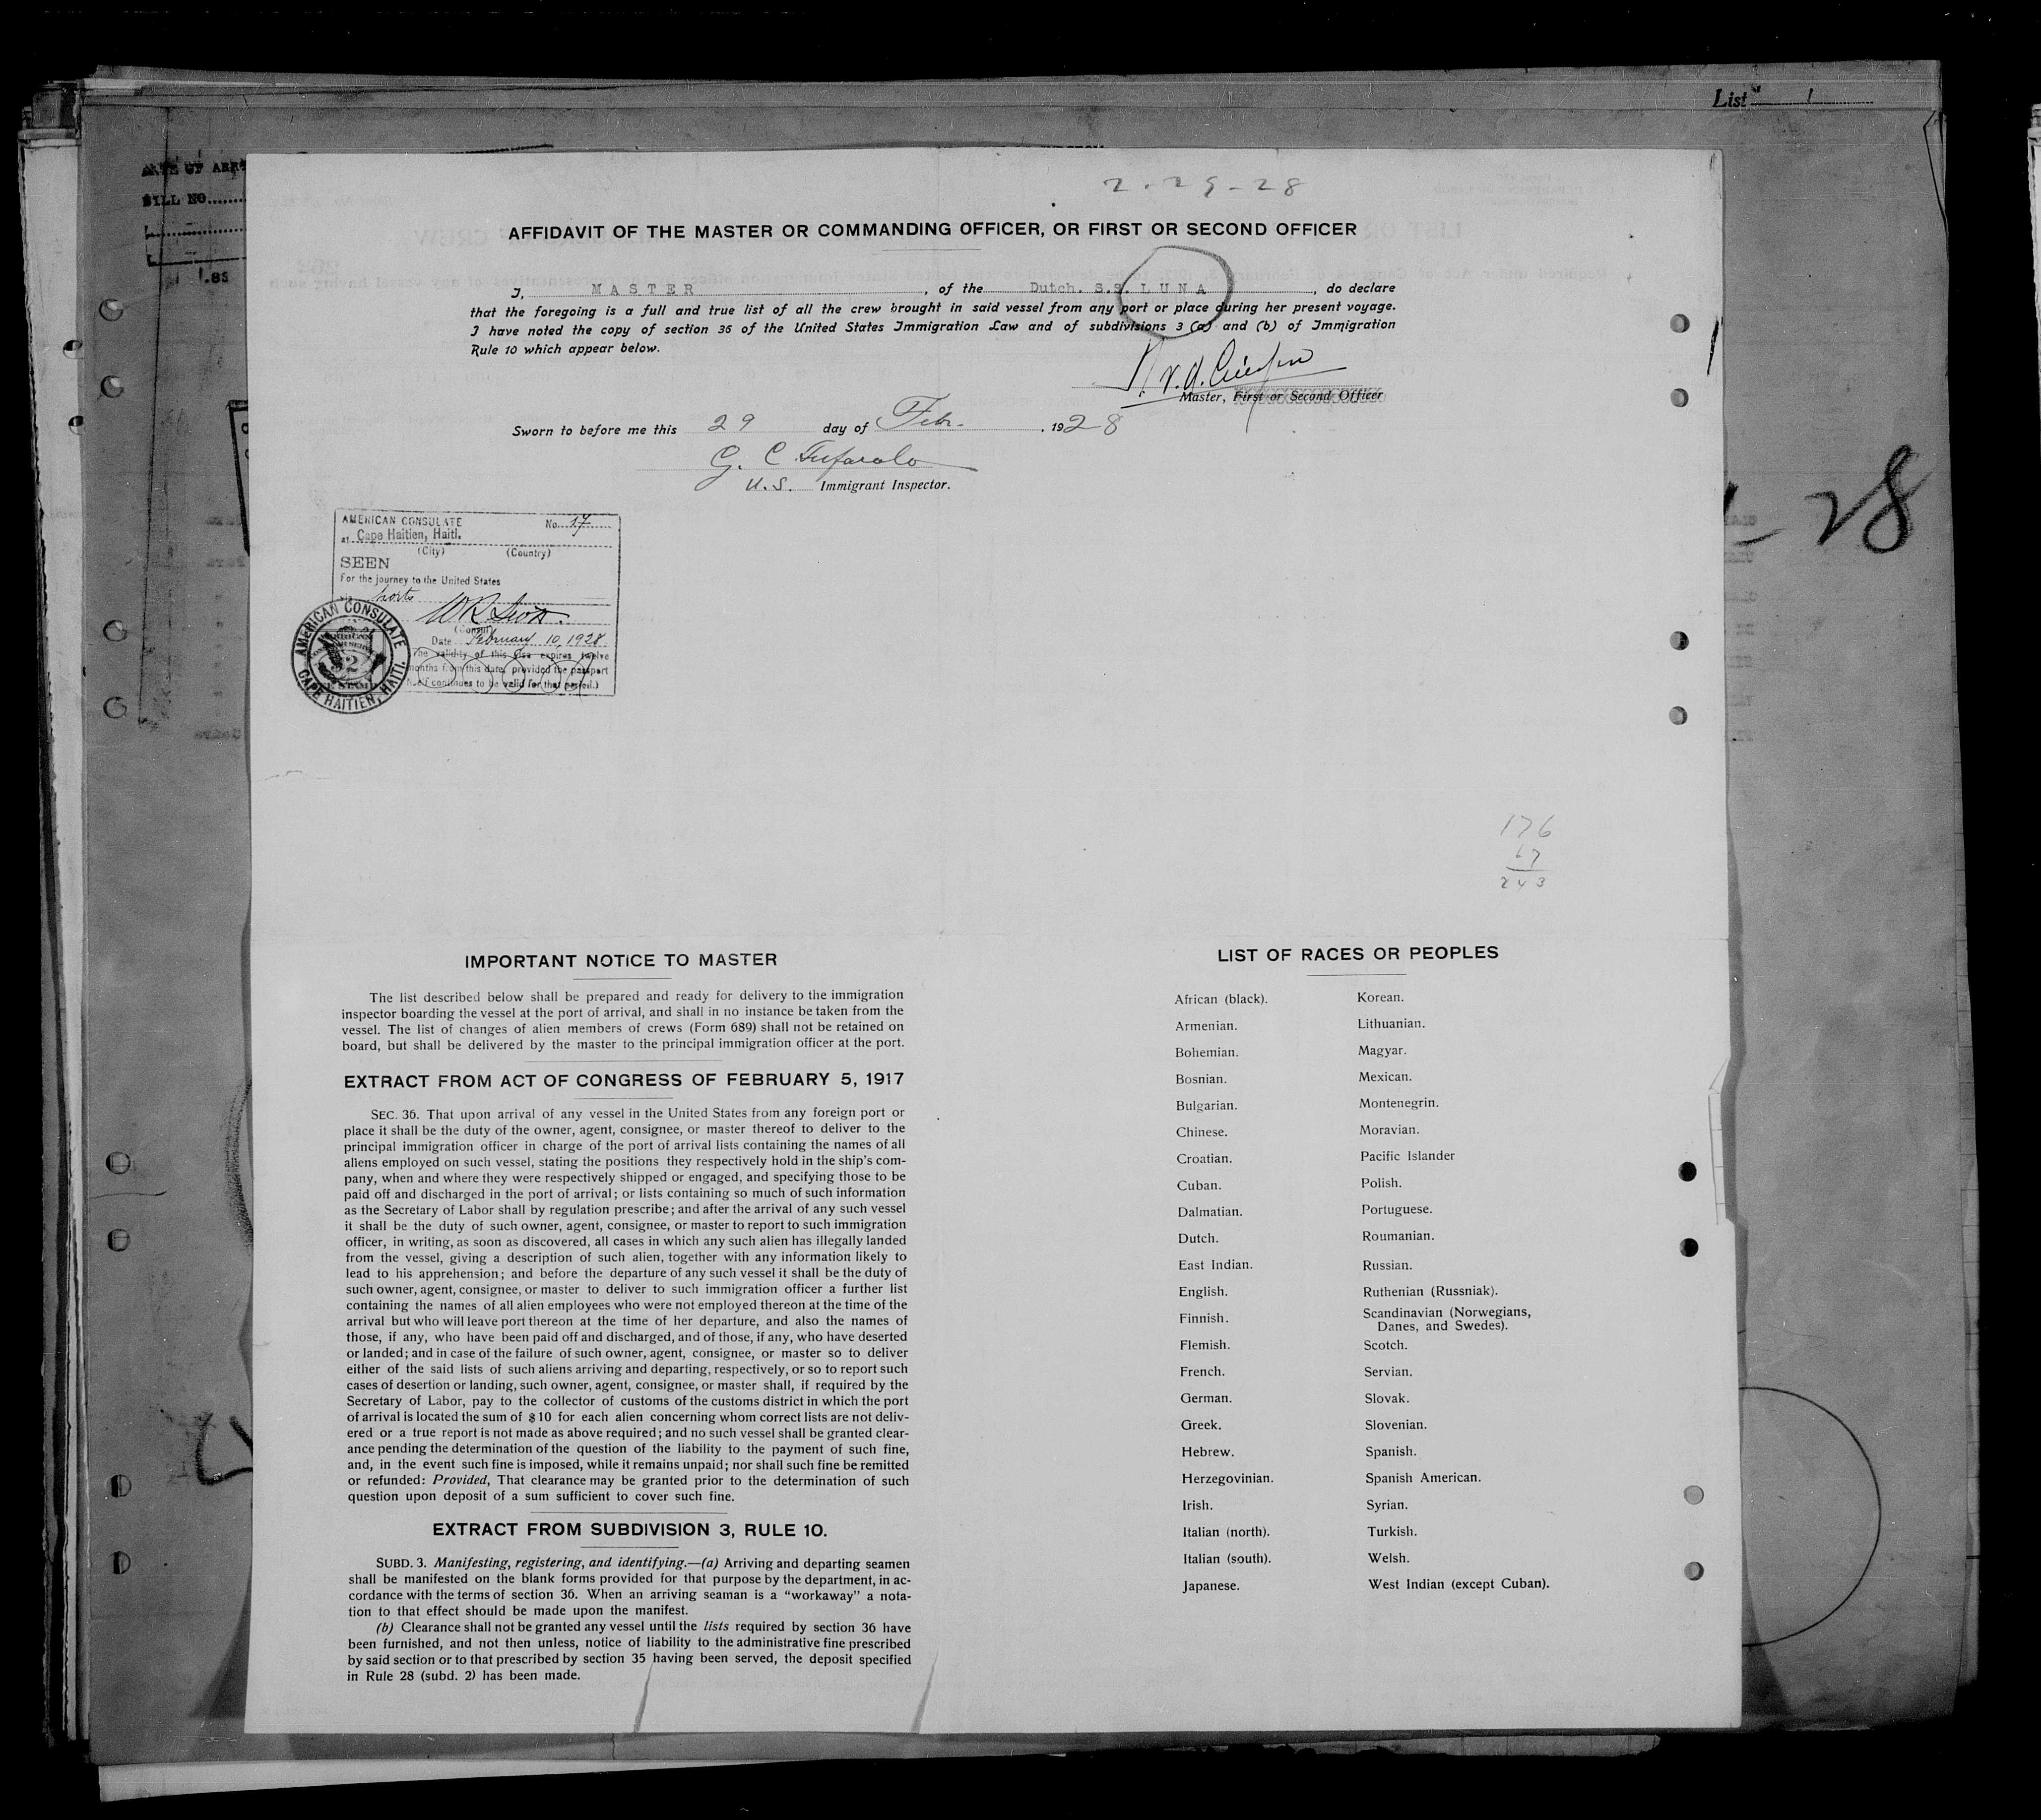 List 1
BILL NO.
2-29-28
AFFIDAVIT OF THE MASTER OR COMMANDING OFFICER, OR FIRST OR SECOND OFFICER
I, MASTER, of the Dutch. S.S. LUNA, do declare
that the foregoing is a full and true list of all the crew brought in said vessel from any port or place during her present voyage.
I have noted the copy of section 36 of the United States Immigration Law and of subdivisions 3 (a) and (b) of Immigration
Rule 10 which appear below.
Master, First or Second Officer
Sworn to before me this 29 day of Feb. , 1928
G. C.
U.S. Immigrant Inspector.
AMERICAN CONSULATE No. 17
at Cape Haitien, Haiti.
(City) (Country)
SEEN
For the journey to the United States
ports
(Consul)
Date February 10, 1928.
The validity of this visa expires twelve
months from this date, provided the passport
itself continues to be valid for that period.)
AMERICAN CONSULATE
CAPE HAITIEN, HAITI.
28
176
67
243
IMPORTANT NOTICE TO MASTER
The list described below shall be prepared and ready for delivery to the immigration
inspector boarding the vessel at the port of arrival, and shall in no instance be taken from the
vessel. The list of changes of alien members of crews (Form 689) shall not be retained on
board, but shall be delivered by the master to the principal immigration officer at the port.
EXTRACT FROM ACT OF CONGRESS OF FEBRUARY 5, 1917
SEC. 36. That upon arrival of any vessel in the United States from any foreign port or
place it shall be the duty of the owner, agent, consignee, or master thereof to deliver to the
principal immigration officer in charge of the port of arrival lists containing the names of all
aliens employed on such vessel, stating the positions they respectively hold in the ship's com-
pany, when and where they were respectively shipped or engaged, and specifying those to be
paid off and discharged in the port of arrival; or lists containing so much of such information
as the Secretary of Labor shall by regulation prescribe; and after the arrival of any such vessel
it shall be the duty of such owner, agent, consignee, or master to report to such immigration
officer, in writing, as soon as discovered, all cases in which any such alien has illegally landed
from the vessel, giving a description of such alien, together with any information likely to
lead to his apprehension; and before the departure of any such vessel it shall be the duty of
such owner, agent, consignee, or master to deliver to such immigration officer a further list
containing the names of all alien employees who were not employed thereon at the time of the
arrival but who will leave port thereon at the time of her departure, and also the names of
those, if any, who have been paid off and discharged, and of those, if any, who have deserted
or landed; and in case of the failure of such owner, agent, consignee, or master so to deliver
either of the said lists of such aliens arriving and departing, respectively, or so to report such
cases of desertion or landing, such owner, agent, consignee, or master shall, if required by the
Secretary of Labor, pay to the collector of customs of the customs district in which the port
of arrival is located the sum of $10 for each alien concerning whom correct lists are not deliv-
ered or a true report is not made as above required; and no such vessel shall be granted clear-
ance pending the determination of the question of the liability to the payment of such fine,
and, in the event such fine is imposed, while it remains unpaid; nor shall such fine be remitted
or refunded: Provided, That clearance may be granted prior to the determination of such
question upon deposit of a sum sufficient to cover such fine.
EXTRACT FROM SUBDIVISION 3, RULE 10.
SUBD. 3. Manifesting, registering, and identifying.—(a) Arriving and departing seamen
shall be manifested on the blank forms provided for that purpose by the department, in ac-
cordance with the terms of section 36. When an arriving seaman is a “workaway” a nota-
tion to that effect should be made upon the manifest.
(b) Clearance shall not be granted any vessel until the lists required by section 36 have
been furnished, and not then unless, notice of liability to the administrative fine prescribed
by said section or to that prescribed by section 35 having been served, the deposit specified
in Rule 28 (subd. 2) has been made.
LIST OF RACES OR PEOPLES
African (black).
Armenian.
Bohemian.
Bosnian.
Bulgarian.
Chinese.
Croatian.
Cuban.
Dalmatian.
Dutch.
East Indian.
English.
Finnish.
Flemish.
French.
German.
Greek.
Hebrew.
Herzegovinian.
Irish.
Italian (north).
Italian (south).
Japanese.
Korean.
Lithuanian.
Magyar.
Mexican.
Montenegrin.
Moravian.
Pacific Islander
Polish.
Portuguese.
Roumanian.
Russian.
Ruthenian (Russniak).
Scandinavian (Norwegians,
Danes, and Swedes).
Scotch.
Servian.
Slovak.
Slovenian.
Spanish.
Spanish American.
Syrian.
Turkish.
Welsh.
West Indian (except Cuban).